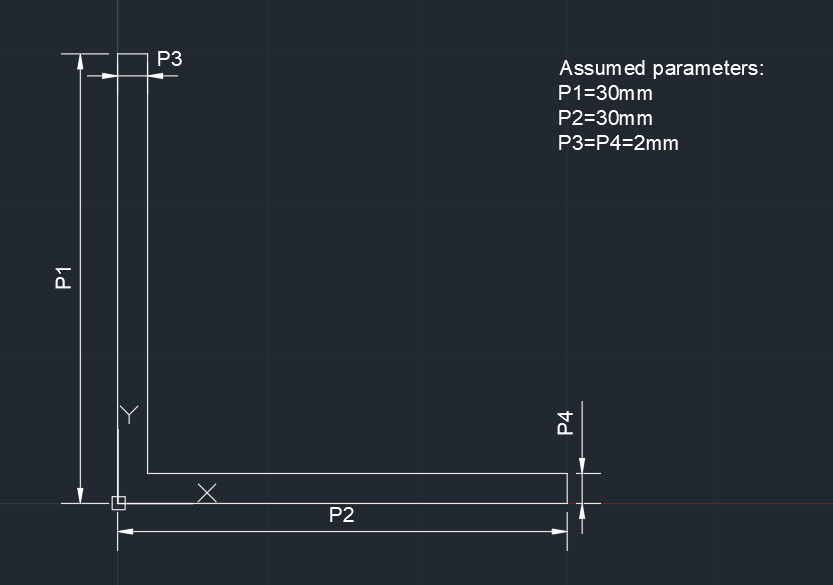 P3
Assumed parameters:
P1=30mm
P2=30mm
P3=P4=2mm
P1
Y
P4
X
P2